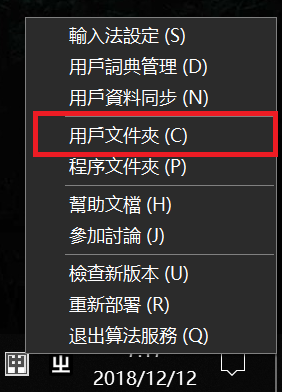 輸入法設定 (S)
用戶詞典管理 (D)
用戶資料同步 (N)
用戶文件夾 (C)
程序文件夾 (P)
幫助文檔 (H)
參加討論 (J)
檢查新版本 (U)
重新部署 (R)
退出算法服務 (Q)
2018/12/12